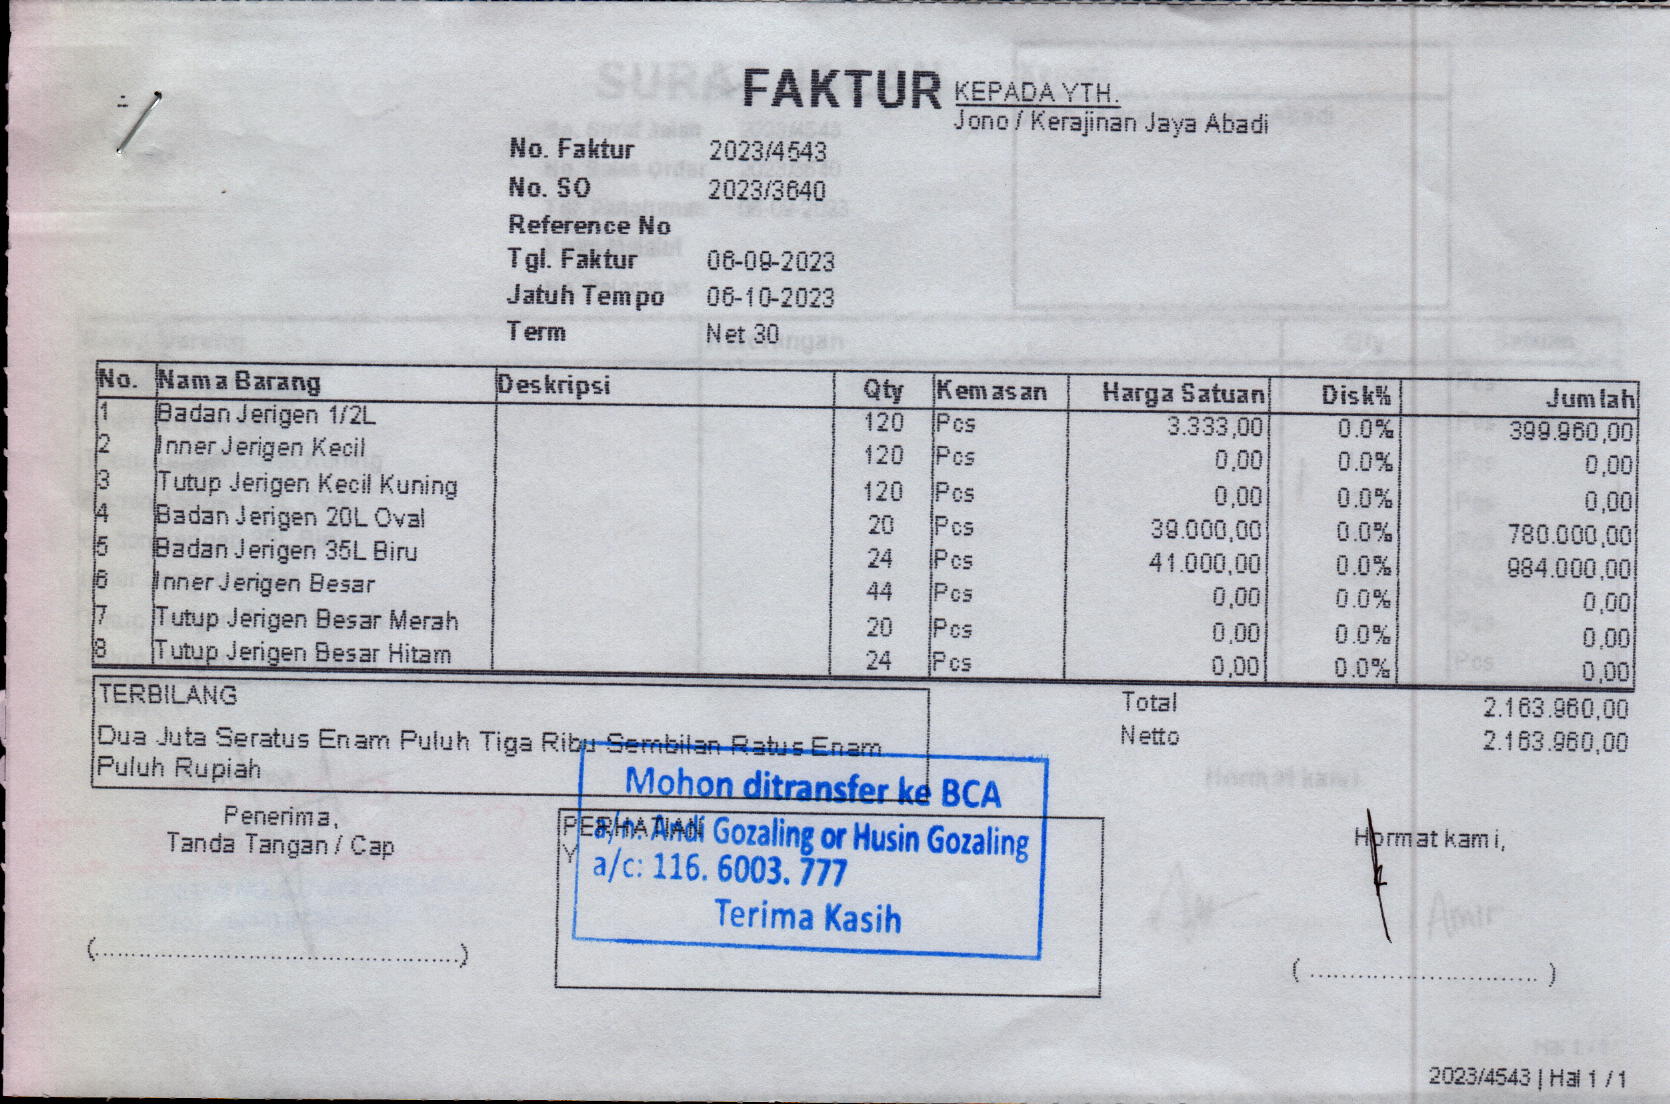 FAKTUR
KEPADA YTH.
Jono / Kerajinan Jaya Abadi
No. Faktur 2023/4543
No. SO 2023/3640
Reference No
Tgl. Faktur 06-09-2023
Jatuh Tempo 06-10-2023
Term Net 30
No. Nama Barang Deskripsi Qty Kemasan Harga Satuan Disk% Jumlah
1 Badan Jerigen 1/2L 120 Pcs 3.333,00 0.0% 399.960,00
2 Inner Jerigen Kecil 120 Pcs 0,00 0.0% 0,00
3 Tutup Jerigen Kecil Kuning 120 Pcs 0,00 0.0% 0,00
4 Badan Jerigen 20L Oval 20 Pcs 39.000,00 0.0% 780.000,00
5 Badan Jerigen 35L Biru 24 Pcs 41.000,00 0.0% 984.000,00
6 Inner Jerigen Besar 44 Pcs 0,00 0.0% 0,00
7 Tutup Jerigen Besar Merah 20 Pcs 0,00 0.0% 0,00
8 Tutup Jerigen Besar Hitam 24 Pcs 0,00 0.0% 0,00
TERBILANG
Dua Juta Seratus Enam Puluh Tiga Ribu Sembilan Ratus Enam
Puluh Rupiah
Total 2.163.960,00
Netto 2.163.960,00
Penerima,
Tanda Tangan / Cap
(................................................)
PERHATIAN
Y
Mohon ditransfer ke BCA
a/n. Andi Gozaling or Husin Gozaling
a/c: 116. 6003. 777
Terima Kasih
Hormat kami,
( ............................... )
2023/4543 | Hal 1 / 1